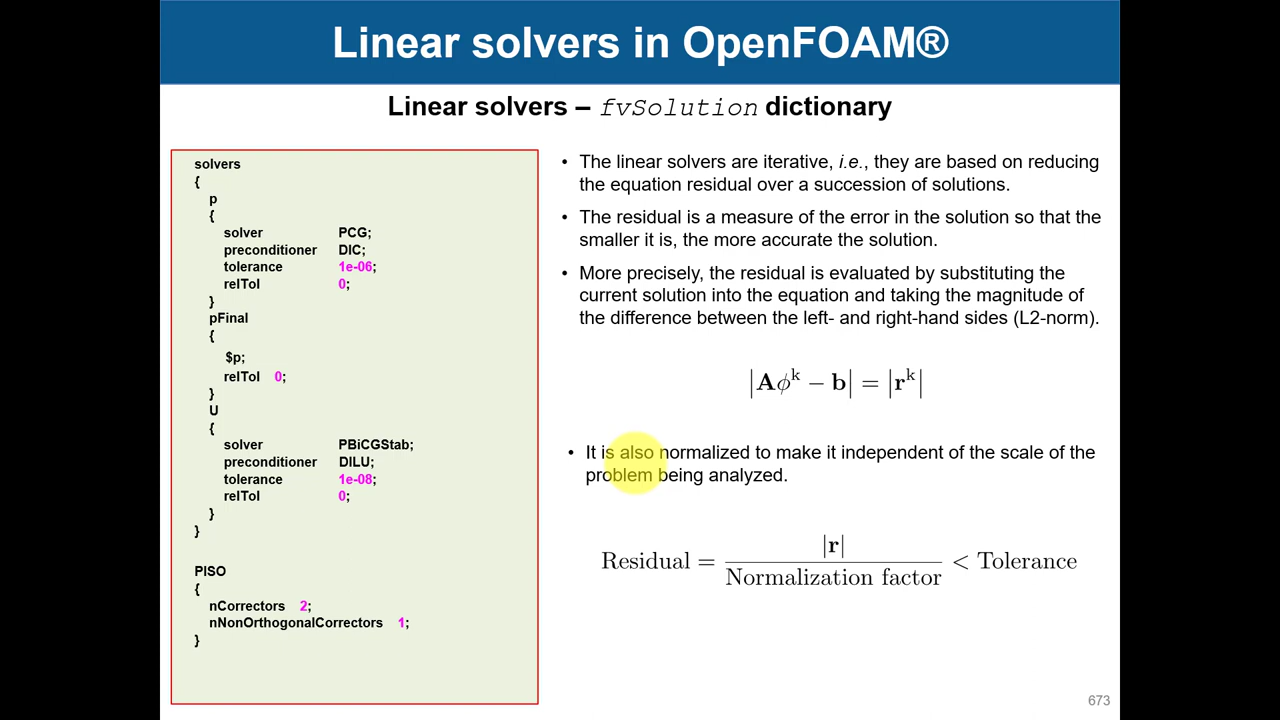 Linear solvers in OpenFOAM®
Linear solvers – fvSolution dictionary
solvers
{
p
{
solver PCG;
preconditioner DIC;
tolerance 1e-06;
relTol 0;
}
pFinal
{
$p;
relTol 0;
}
U
{
solver PBiCGStab;
preconditioner DILU;
tolerance 1e-08;
relTol 0;
}
}
PISO
{
nCorrectors 2;
nNonOrthogonalCorrectors 1;
}
• The linear solvers are iterative, i.e., they are based on reducing
the equation residual over a succession of solutions.
• The residual is a measure of the error in the solution so that the
smaller it is, the more accurate the solution.
• More precisely, the residual is evaluated by substituting the
current solution into the equation and taking the magnitude of
the difference between the left- and right-hand sides (L2-norm).
|Aϕᵏ − b| = |rᵏ|
• It is also normalized to make it independent of the scale of the
problem being analyzed.
|r|
Residual = < Tolerance
Normalization factor
673